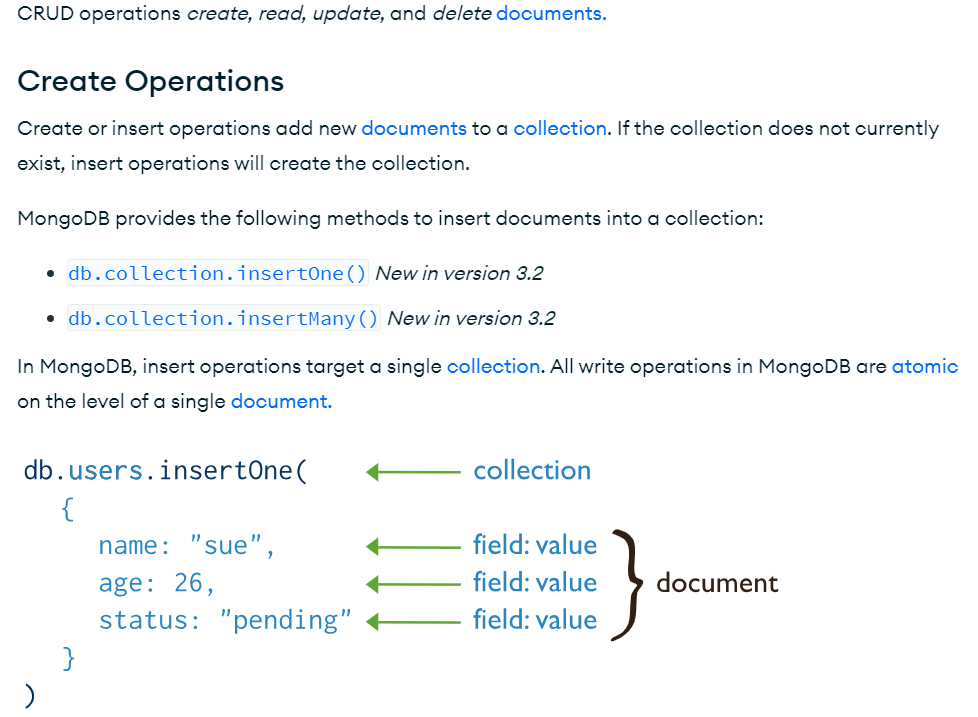 CRUD operations create, read, update, and delete documents.
Create Operations
Create or insert operations add new documents to a collection. If the collection does not currently
exist, insert operations will create the collection.
MongoDB provides the following methods to insert documents into a collection:
• db.collection.insertOne() New in version 3.2
• db.collection.insertMany() New in version 3.2
In MongoDB, insert operations target a single collection. All write operations in MongoDB are atomic
on the level of a single document.
db.users.insertOne( collection
{
name: "sue", field: value
age: 26, field: value document
status: "pending" field: value
}
)